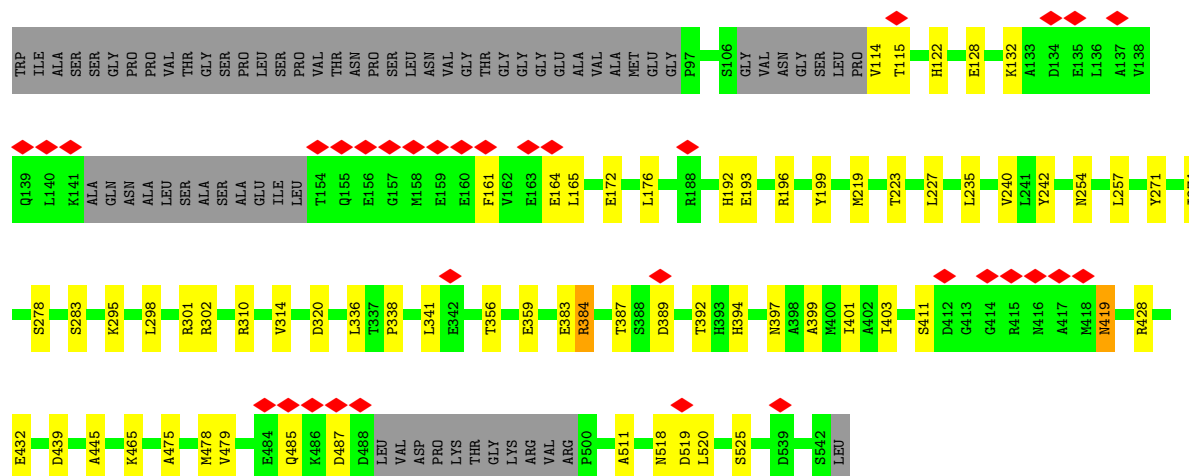 TRP ILE ALA SER SER GLY PRO PRO VAL THR GLY SER PRO LEU SER PRO VAL THR ASN PRO SER LEU ASN VAL GLY THR GLY GLY GLY GLU ALA VAL ALA MET GLU GLY P97 S106 GLY VAL ASN GLY SER LEU PRO V114 T115 H122 E128 K132 A133 D134 E135 L136 A137 V138
Q139 L140 K141 ALA GLN ASN ALA LEU SER ALA SER ALA GLU ILE LEU T154 Q155 E156 G157 M158 E159 E160 F161 V162 E163 E164 L165 E172 L176 R188 H192 E193 R196 Y199 M219 T223 L227 L235 V240 L241 Y242 N254 L257 Y271
S278 S283 K295 L298 R301 R302 R310 V314 D320 L336 T337 P338 L341 E342 T356 E359 E383 R384 T387 S388 D389 T392 H393 H394 N397 A398 A399 M400 I401 A402 I403 S411 D412 G413 G414 R415 N416 A417 M418 N419 R428
E432 D439 A445 K465 A475 M478 V479 E484 Q485 K486 D487 D488 LEU VAL ASP PRO LYS THR GLY LYS ARG VAL ARG P500 A511 N518 D519 L520 S525 D539 S542 LEU